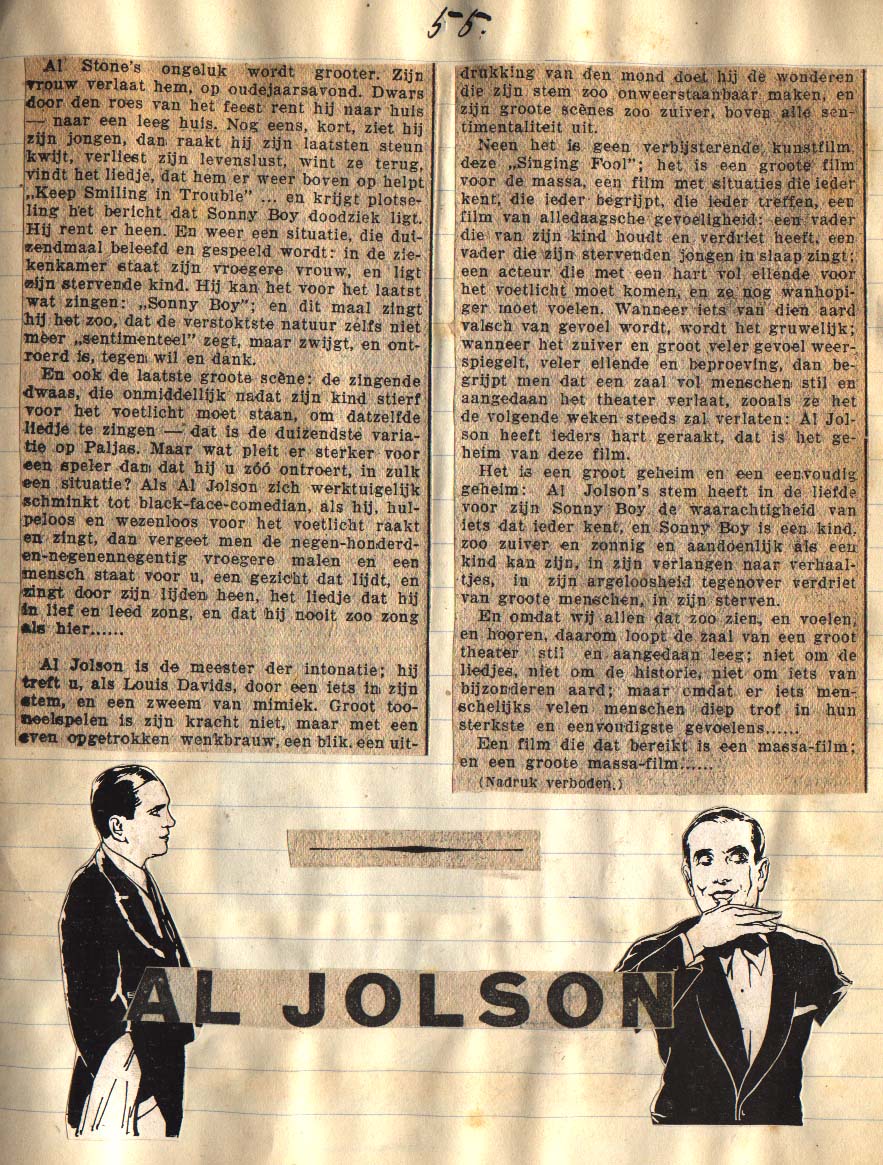 55.
Al Stone's ongeluk wordt grooter. Zijn
vrouw verlaat hem, op oudejaarsavond. Dwars
door den roes van het feest rent hij naar huis
— naar een leeg huis. Nog eens, kort, ziet hij
zijn jongen, dan raakt hij zijn laatsten steun
kwijt, verliest zijn levenslust, wint ze terug,
vindt het liedje, dat hem er weer boven op helpt
„Keep Smiling in Trouble” ... en krijgt plotse-
ling het bericht dat Sonny Boy doodziek ligt.
Hij rent er heen. En weer een situatie, die dui-
zendmaal beleefd en gespeeld wordt: in de zie-
kenkamer staat zijn vroegere vrouw, en ligt
zijn stervende kind. Hij kan het voor het laatst
wat zingen: „Sonny Boy”; en dit maal zingt
hij het zoo, dat de verstoktste natuur zelfs niet
meer „sentimenteel” zegt, maar zwijgt, en ont-
roerd is, tegen wil en dank.
En ook de laatste groote scène: de zingende
dwaas, die onmiddellijk nadat zijn kind stierf
voor het voetlicht moet staan, om datzelfde
liedje te zingen — dat is de duizendste varia-
tie op Paljas. Maar wat pleit er sterker voor
een speler dan dat hij u zóó ontroert, in zulk
een situatie? Als Al Jolson zich werktuigelijk
schminkt tot black-face-comedian, als hij, hul-
peloos en wezenloos voor het voetlicht raakt
en zingt, dan vergeet men de negen-honderd-
en-negenennegentig vroegere malen en een
mensch staat voor u, een gezicht dat lijdt, en
zingt door zijn lijden heen, het liedje dat hij
in lief en leed zong, en dat hij nooit zoo zong
als hier......
Al Jolson is de meester der intonatie; hij
treft u, als Louis Davids, door een iets in zijn
stem, en een zweem van mimiek. Groot too-
neelspelen is zijn kracht niet, maar met een
even opgetrokken wenkbrauw, een blik, een uit-
drukking van den mond doet hij de wonderen
die zijn stem zoo onweerstaanbaar maken, en
zijn groote scènes zoo zuiver, boven alle sen-
timentaliteit uit.
Neen het is geen verbijsterende kunstfilm,
deze „Singing Fool”; het is een groote film
voor de massa, een film met situaties die ieder
kent, die ieder begrijpt, die ieder treffen, een
film van alledaagsche gevoeligheid: een vader
die van zijn kind houdt en verdriet heeft, een
vader die zijn stervenden jongen in slaap zingt;
een acteur die met een hart vol ellende voor
het voetlicht moet komen, en ze nog wanhopi-
ger moet voelen. Wanneer iets van dien aard
valsch van gevoel wordt, wordt het gruwelijk;
wanneer het zuiver en groot veler gevoel weer-
spiegelt, veler ellende en beproeving, dan be-
grijpt men dat een zaal vol menschen stil en
aangedaan het theater verlaat, zooals ze het
de volgende weken steeds zal verlaten: Al Jol-
son heeft ieders hart geraakt, dat is het ge-
heim van deze film.
Het is een groot geheim en een eenvoudig
geheim: Al Jolson's stem heeft in de liefde
voor zijn Sonny Boy de waarachtigheid van
iets dat ieder kent, en Sonny Boy is een kind,
zoo zuiver en zonnig en aandoenlijk als een
kind kan zijn, in zijn verlangen naar verhaal-
tjes, in zijn argeloosheid tegenover verdriet
van groote menschen, in zijn sterven.
En omdat wij allen dat zoo zien, en voelen,
en hooren, daarom loopt de zaal van een groot
theater stil en aangedaan leeg; niet om de
liedjes, niet om de historie, niet om iets van
bijzonderen aard; maar omdat er iets men-
schelijks velen menschen diep trof in hun
sterkste en eenvoudigste gevoelens......
Een film die dat bereikt is een massa-film;
en een groote massa-film......
(Nadruk verboden.)
AL JOLSON